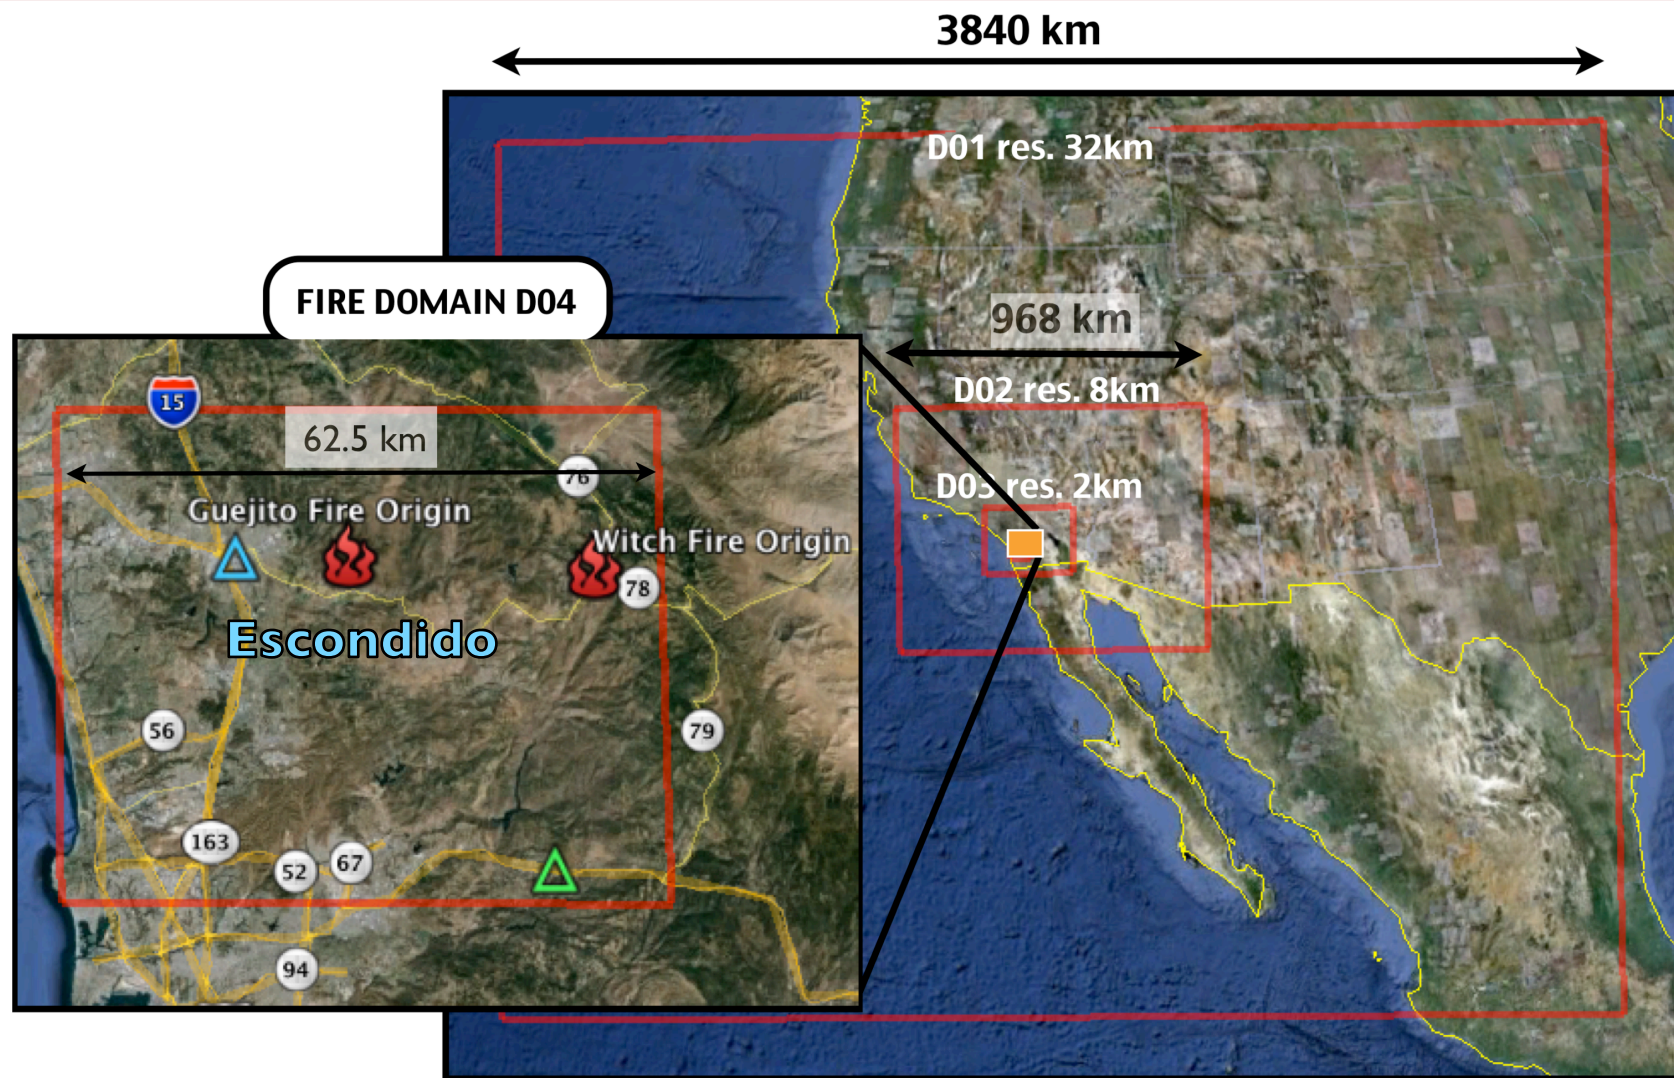 3840 km
D01 res. 32km
FIRE DOMAIN D04
968 km
D02 res. 8km
15
62.5 km
76
D03 res. 2km
Guejito Fire Origin
Witch Fire Origin
78
Escondido
56
79
163
52
67
94